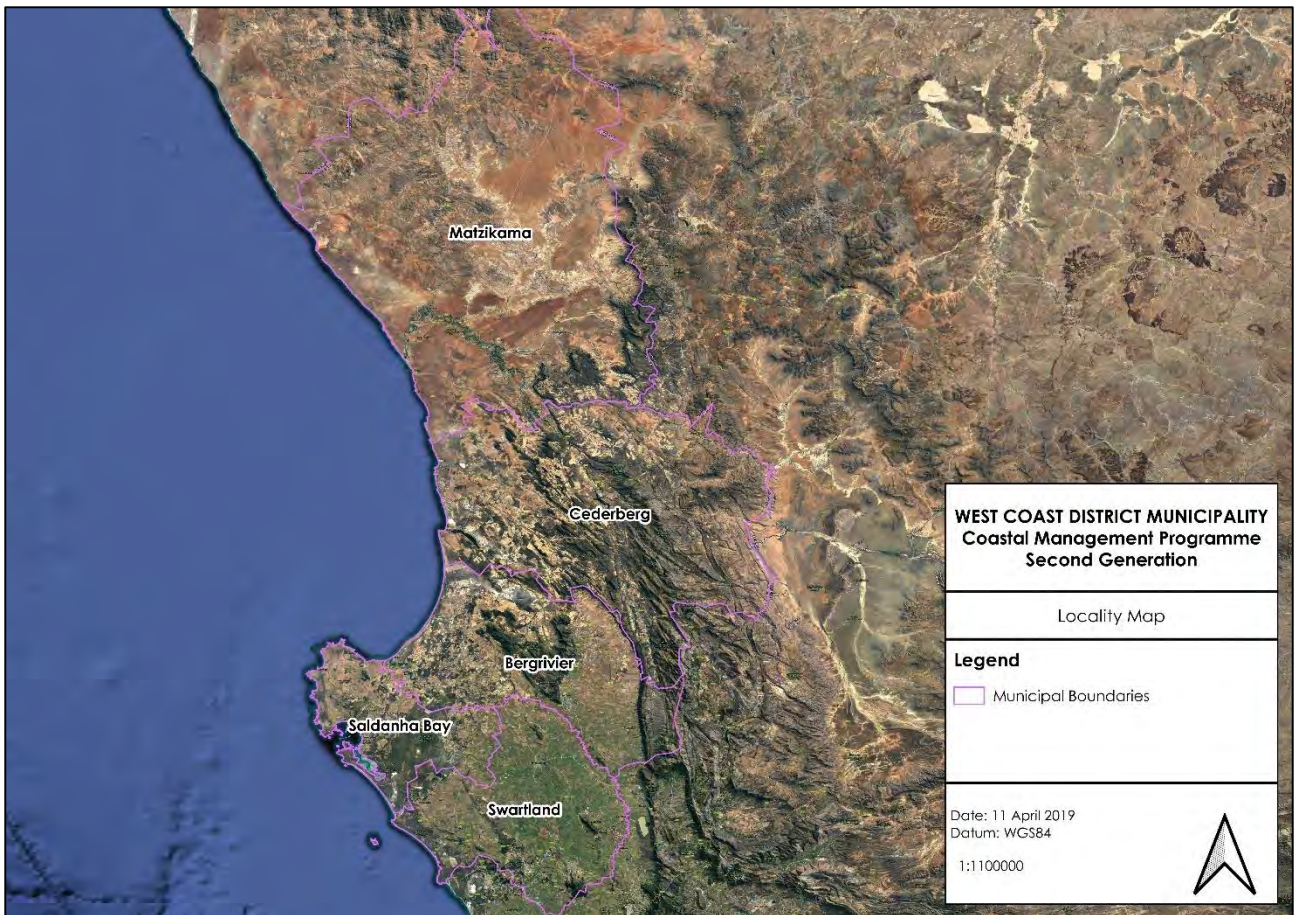 Matzikama
Cederberg
Bergrivier
Saldanha Bay
Swartland
WEST COAST DISTRICT MUNICIPALITY
Coastal Management Programme
Second Generation
Locality Map
Legend
Municipal Boundaries
Date: 11 April 2019
Datum: WGS84
1:1100000